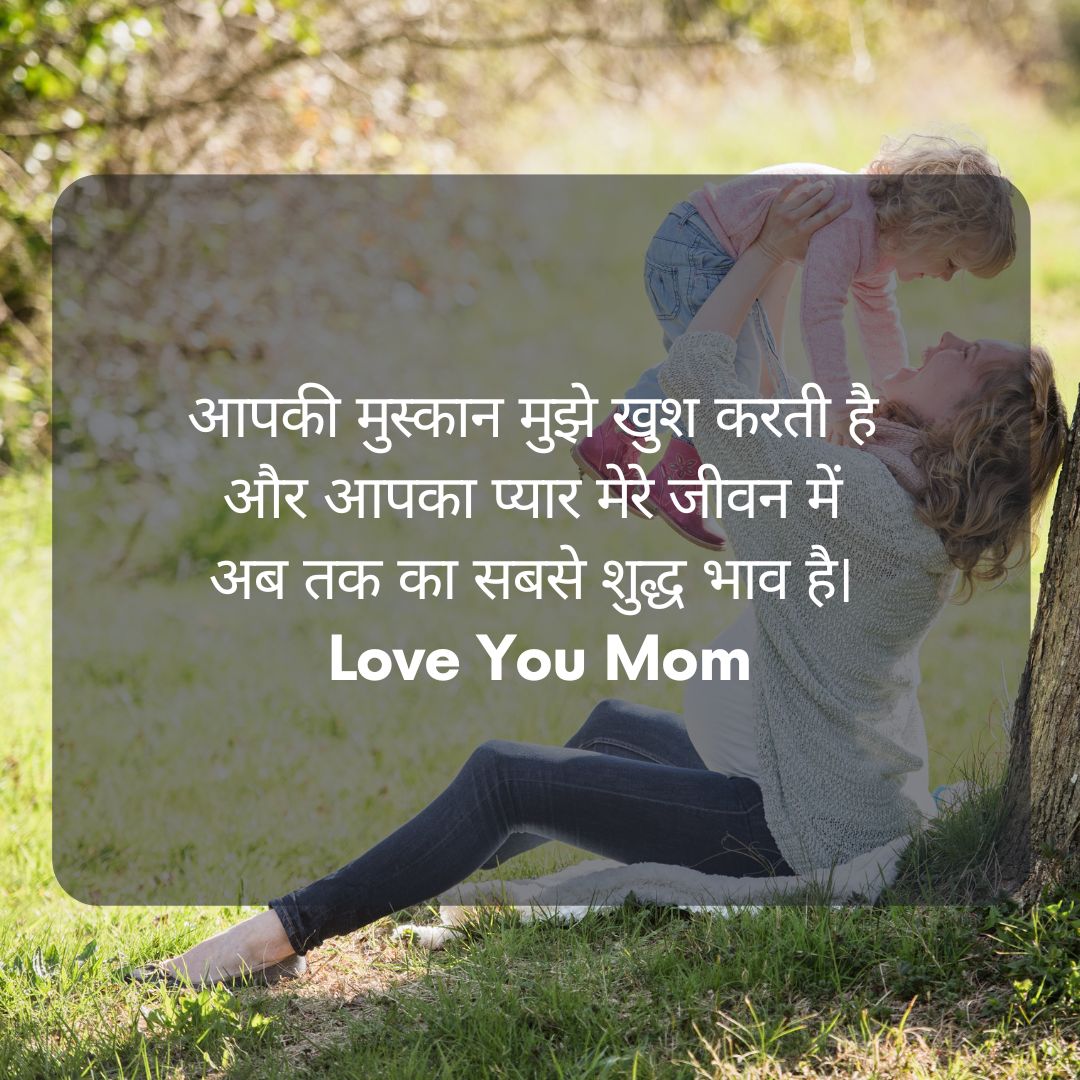 आपकी मुस्कान मुझे खुश करती है
और आपका प्यार मेरे जीवन में
अब तक का सबसे शुद्ध भाव है।
Love You Mom